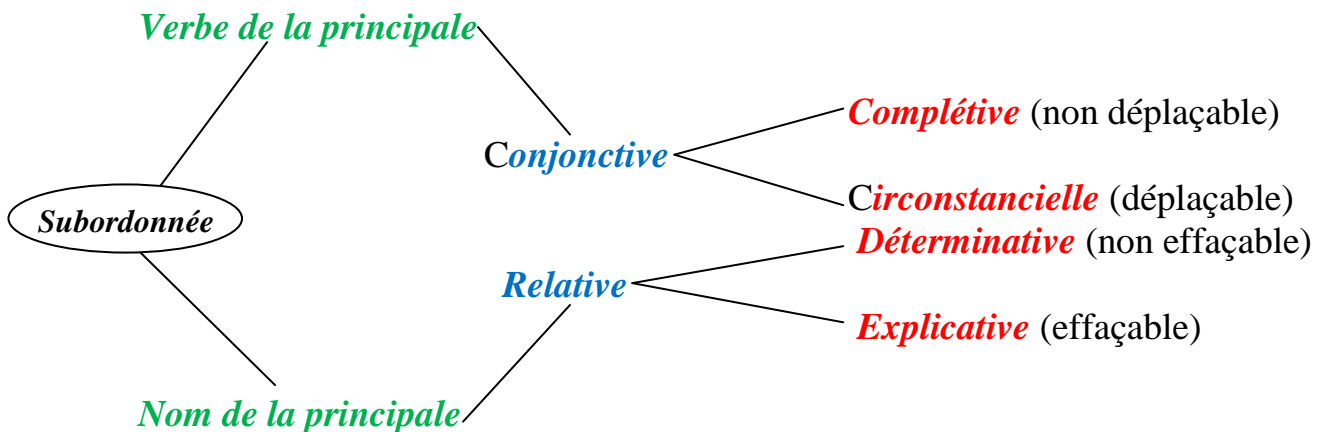 Verbe de la principale
Complétive (non déplaçable)
Conjonctive
Circonstancielle (déplaçable)
Subordonnée
Déterminative (non effaçable)
Relative
Explicative (effaçable)
Nom de la principale